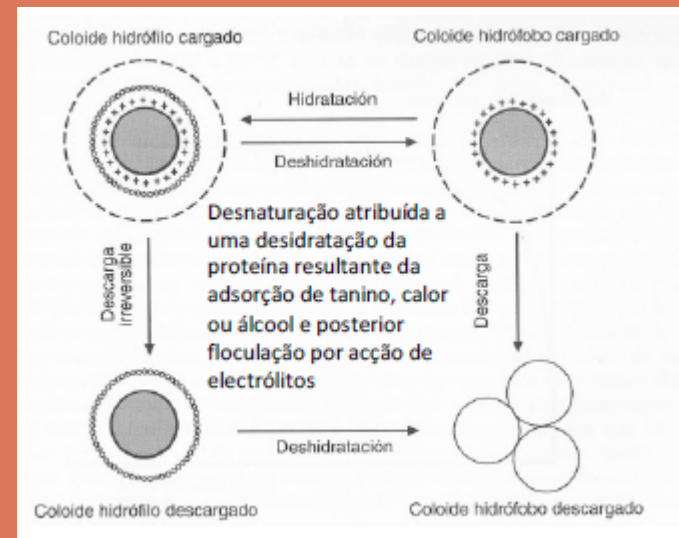 Coloide hidrófilo cargado
Coloide hidrófobo cargado
Hidratación
Deshidratación
Desnaturação atribuída a
uma desidratação da
proteína resultante da
adsorção de tanino, calor
ou álcool e posterior
floculação por acção de
electrólitos
Descarga
irreversible
Descarga
Deshidratación
Coloide hidrófilo descargado
Coloide hidrófobo descargado